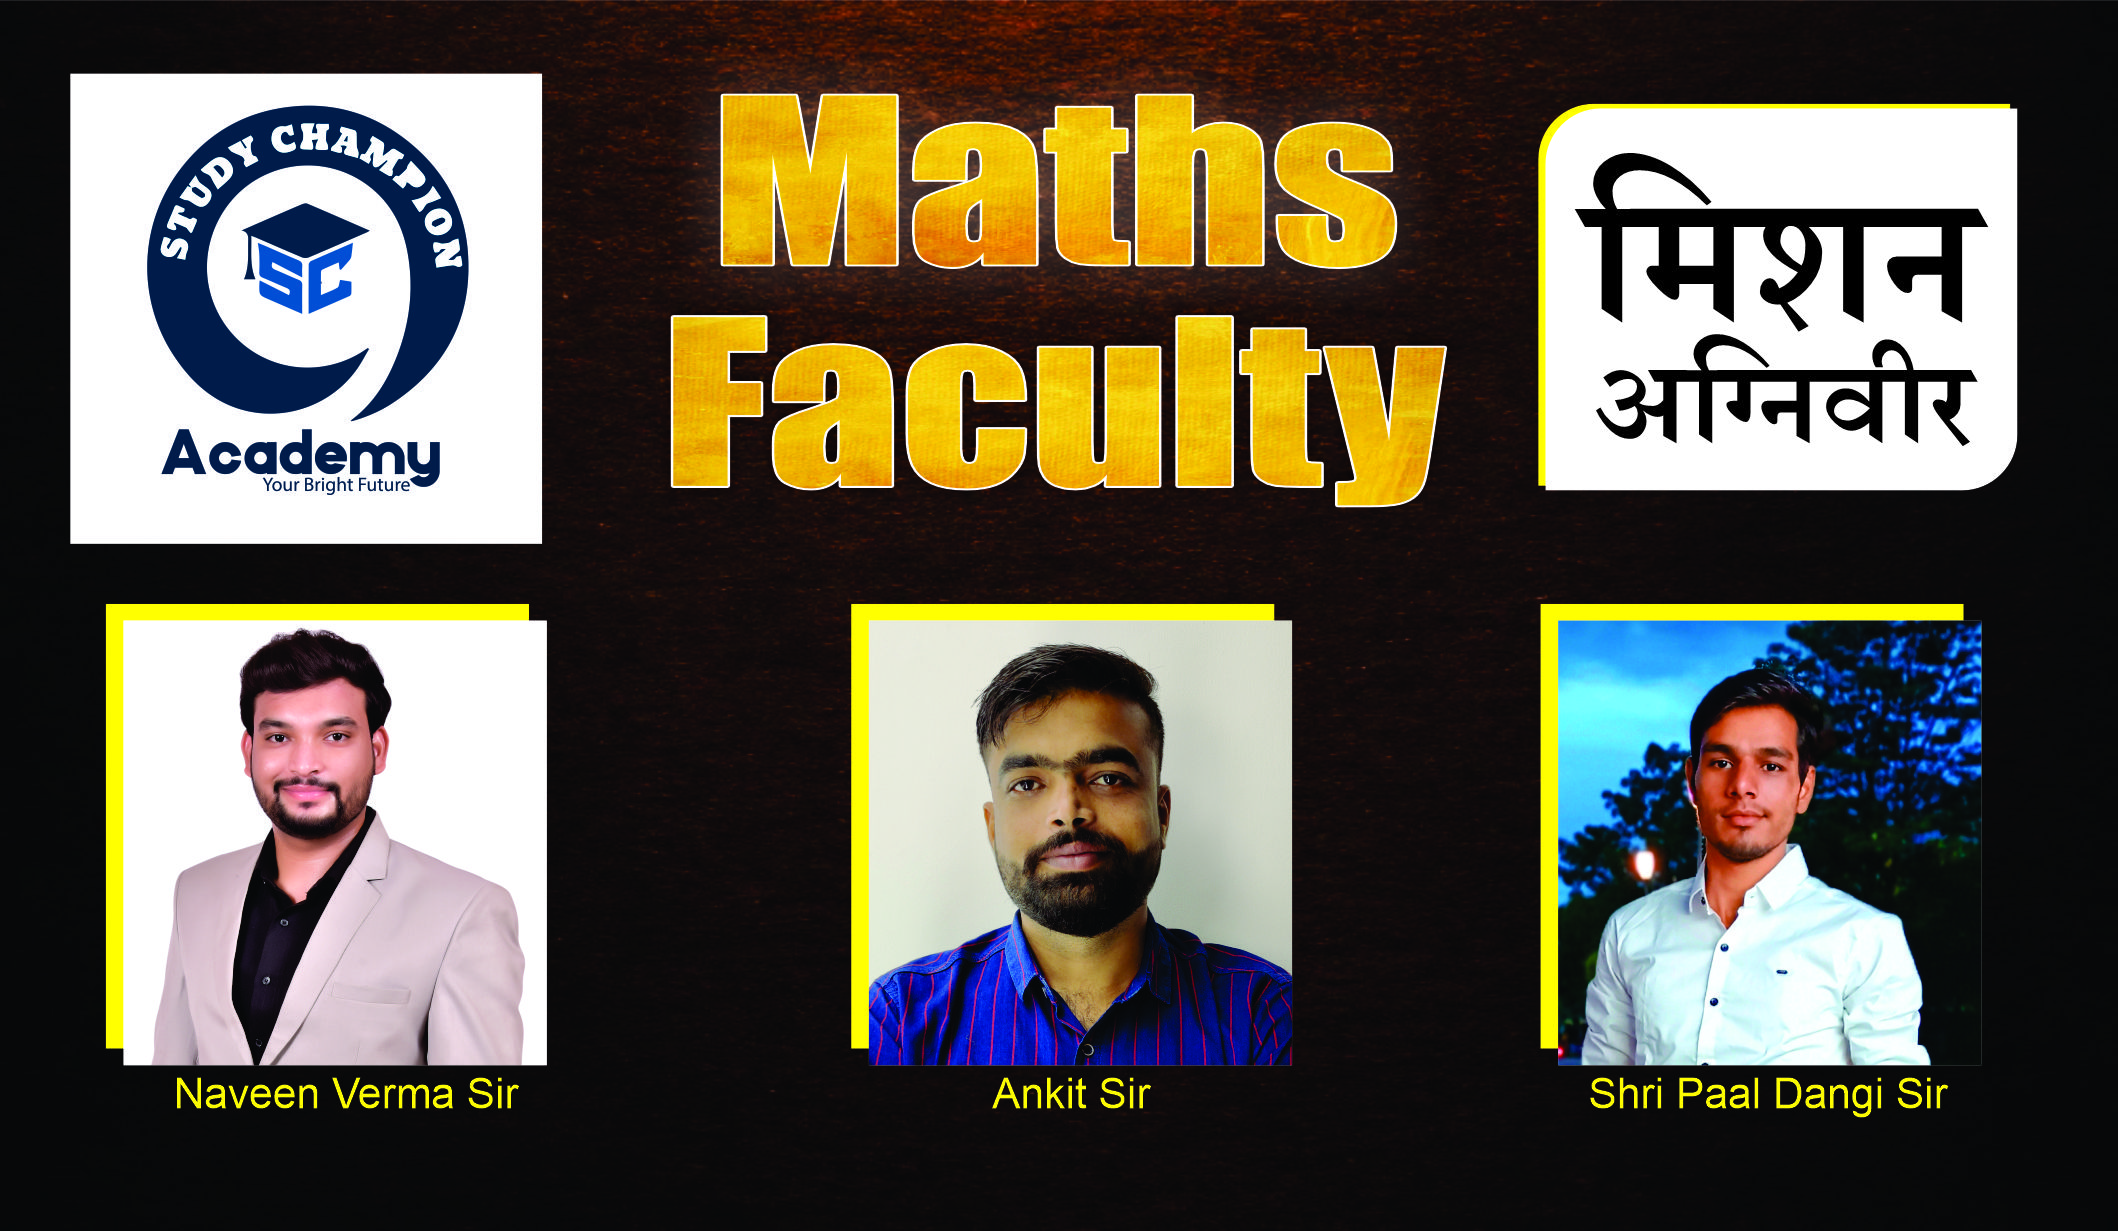 STUDY CHAMPION
SC
Academy
Your Bright Future
Maths
Faculty
मिशन
अग्निवीर
Naveen Verma Sir
Ankit Sir
Shri Paal Dangi Sir